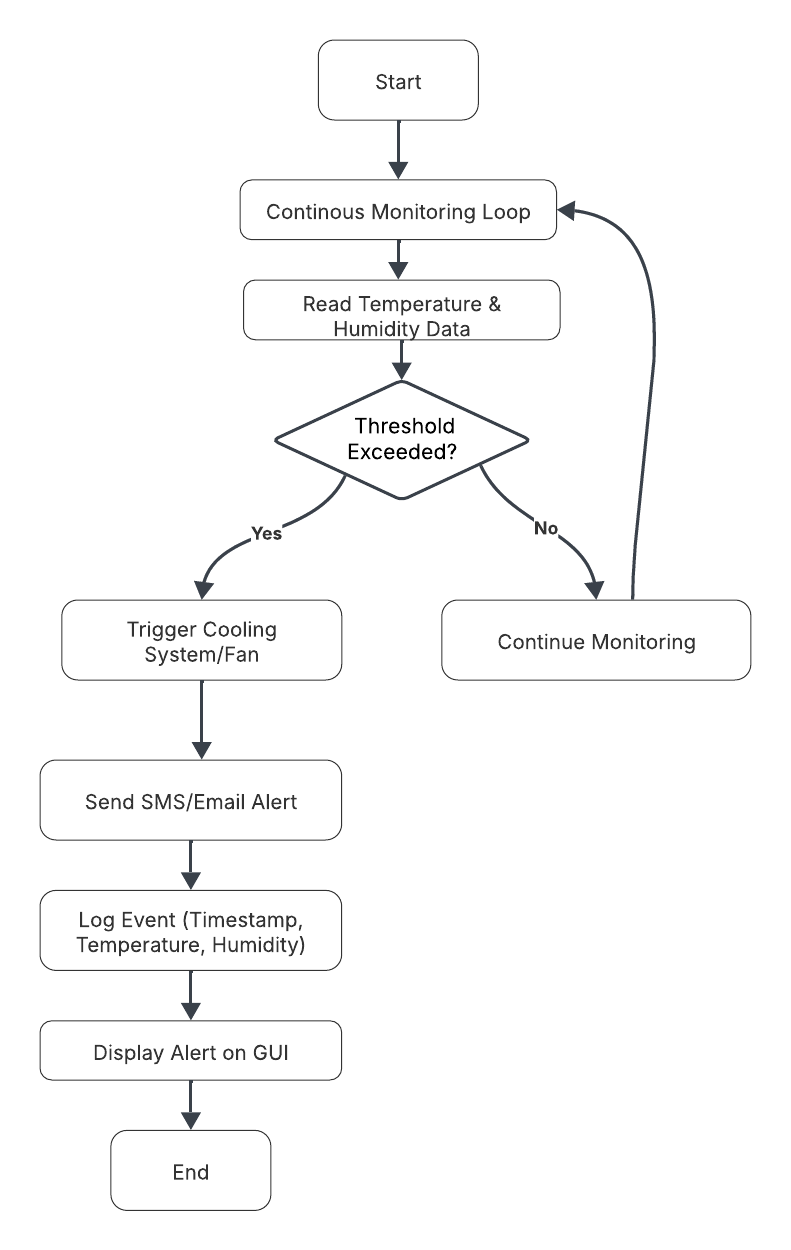 Start
Continous Monitoring Loop
Read Temperature &
Humidity Data
Threshold
Exceeded?
Yes
No
Trigger Cooling
System/Fan
Continue Monitoring
Send SMS/Email Alert
Log Event (Timestamp,
Temperature, Humidity)
Display Alert on GUI
End